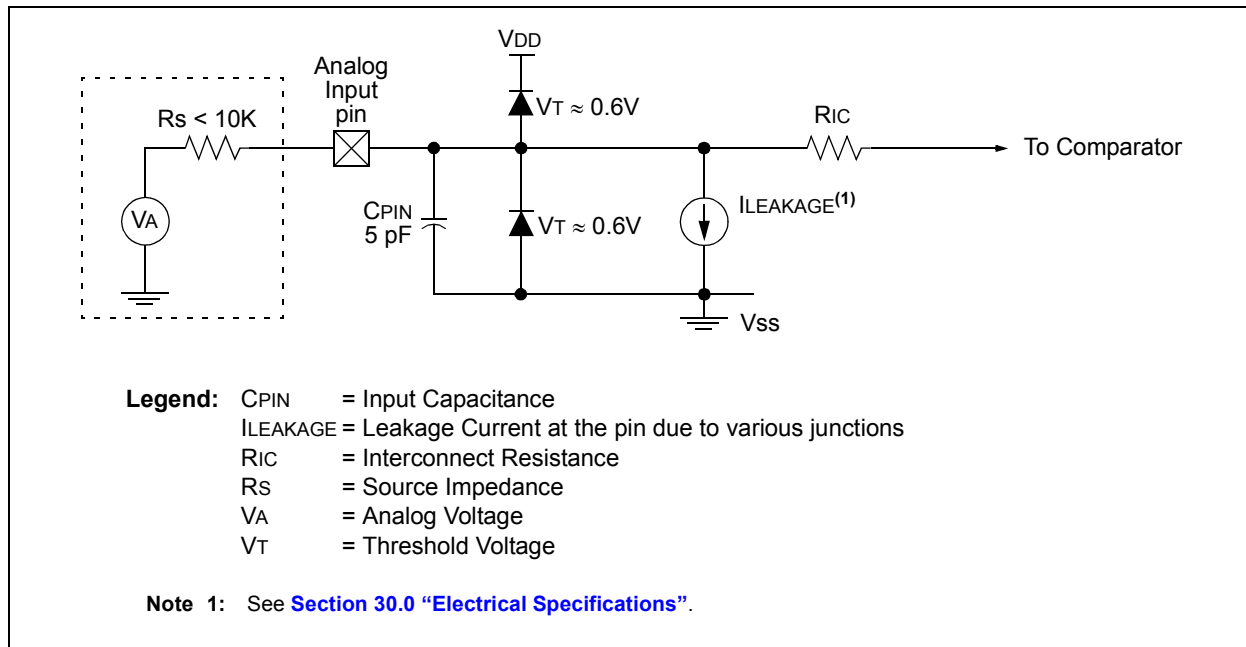 VDD
Analog
Input
pin
VT ≈ 0.6V
Rs < 10K
RIC
To Comparator
VA
CPIN
5 pF
VT ≈ 0.6V
ILEAKAGE(1)
Vss
Legend: CPIN = Input Capacitance
ILEAKAGE = Leakage Current at the pin due to various junctions
RIC = Interconnect Resistance
RS = Source Impedance
VA = Analog Voltage
VT = Threshold Voltage
Note 1: See Section 30.0 “Electrical Specifications”.